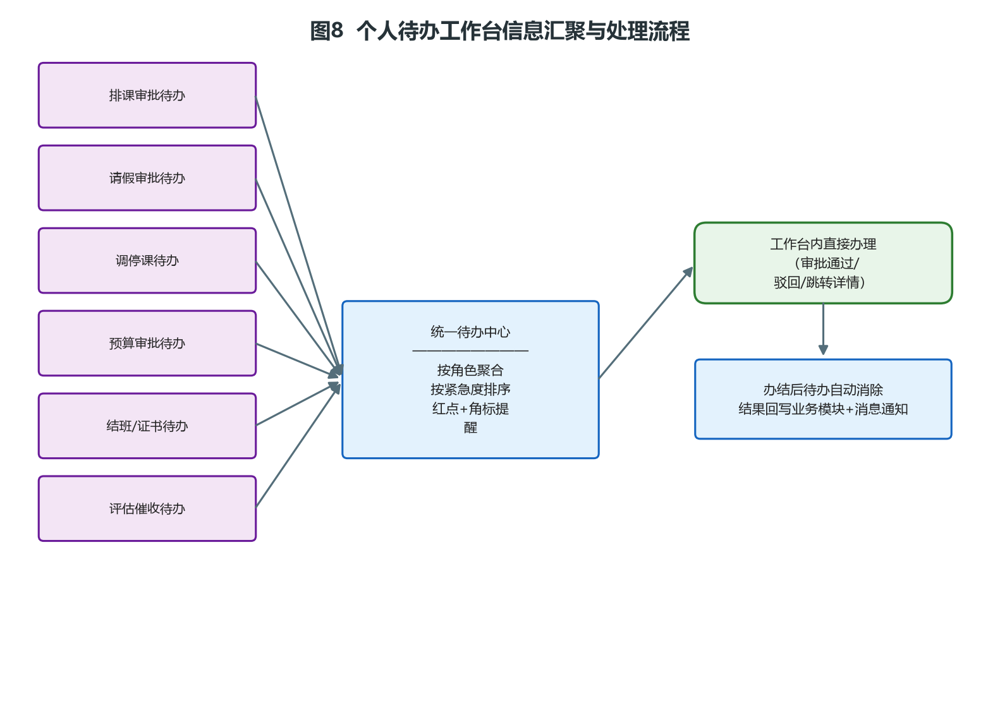 图8 个人待办工作台信息汇聚与处理流程
排课审批待办
请假审批待办
调停课待办
预算审批待办
结班/证书待办
评估催收待办
统一待办中心
————————
按角色聚合
按紧急度排序
红点+角标提
醒
工作台内直接办理
（审批通过/
驳回/跳转详情）
办结后待办自动消除
结果回写业务模块+消息通知